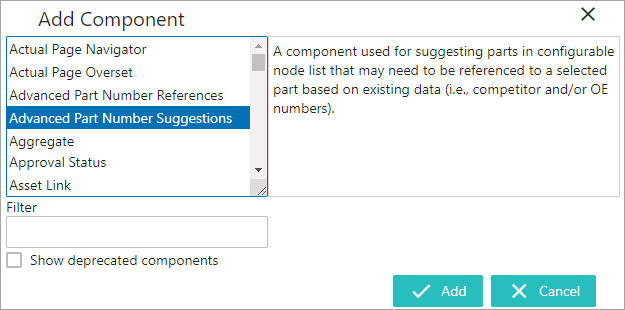 Add Component
Actual Page Navigator
Actual Page Overset
Advanced Part Number References
Advanced Part Number Suggestions
Aggregate
Approval Status
Asset Link
A component used for suggesting parts in configurable
node list that may need to be referenced to a selected
part based on existing data (i.e., competitor and/or OE
numbers).
Filter
Show deprecated components
Add
Cancel